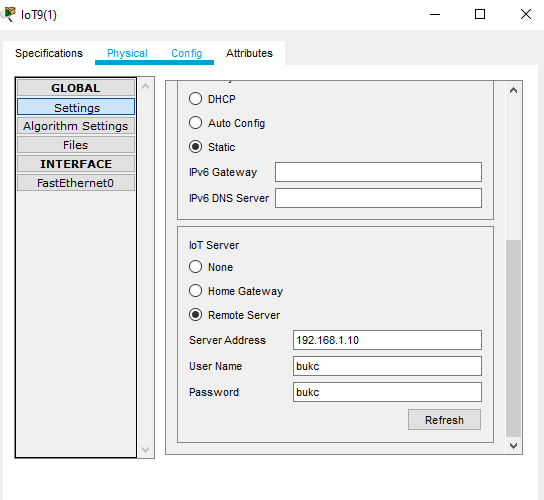 IoT9(1)
Specifications Physical Config Attributes
GLOBAL
Settings
Algorithm Settings
Files
INTERFACE
FastEthernet0
DHCP
Auto Config
Static
IPv6 Gateway
IPv6 DNS Server
IoT Server
None
Home Gateway
Remote Server
Server Address 192.168.1.10
User Name bukc
Password bukc
Refresh